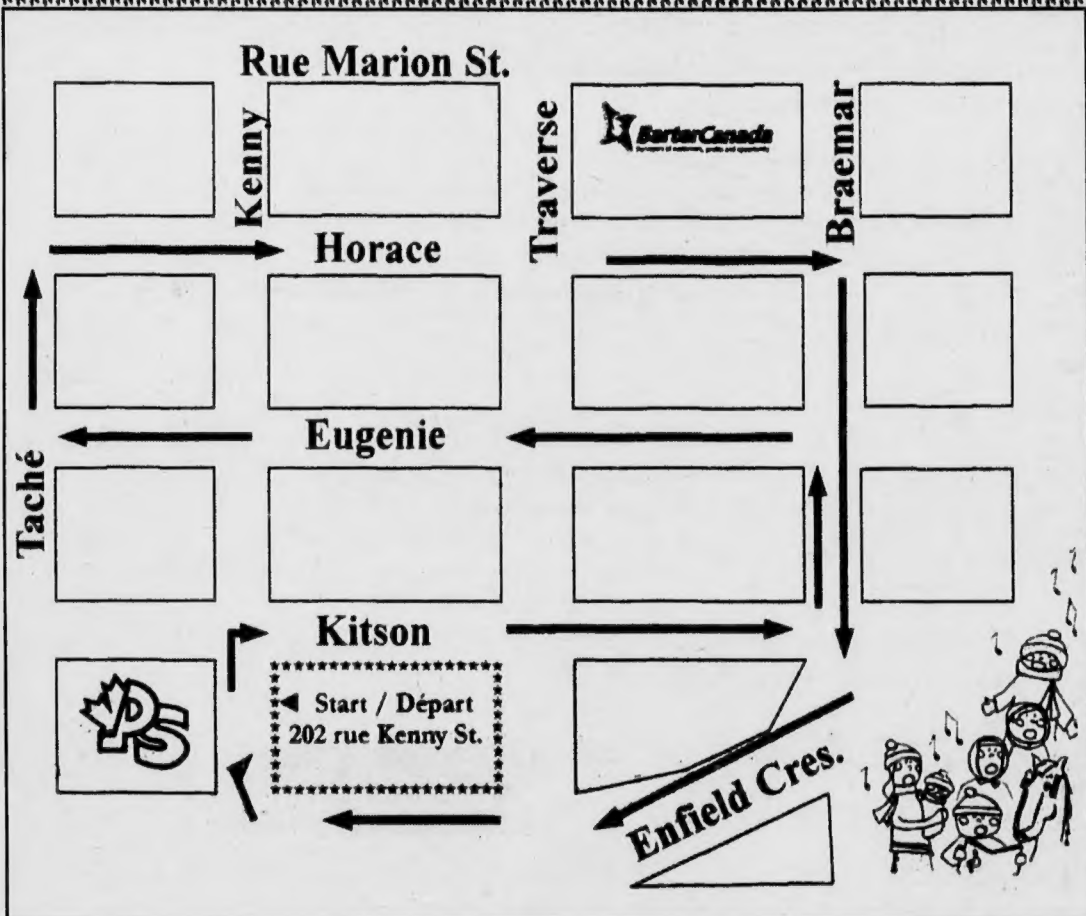 Rue Marion St.
Kenny
Traverse
Braemar
BarterCanada
Horace
Eugenie
Taché
Kitson
PS
Start / Départ
202 rue Kenny St.
Enfield Cres.